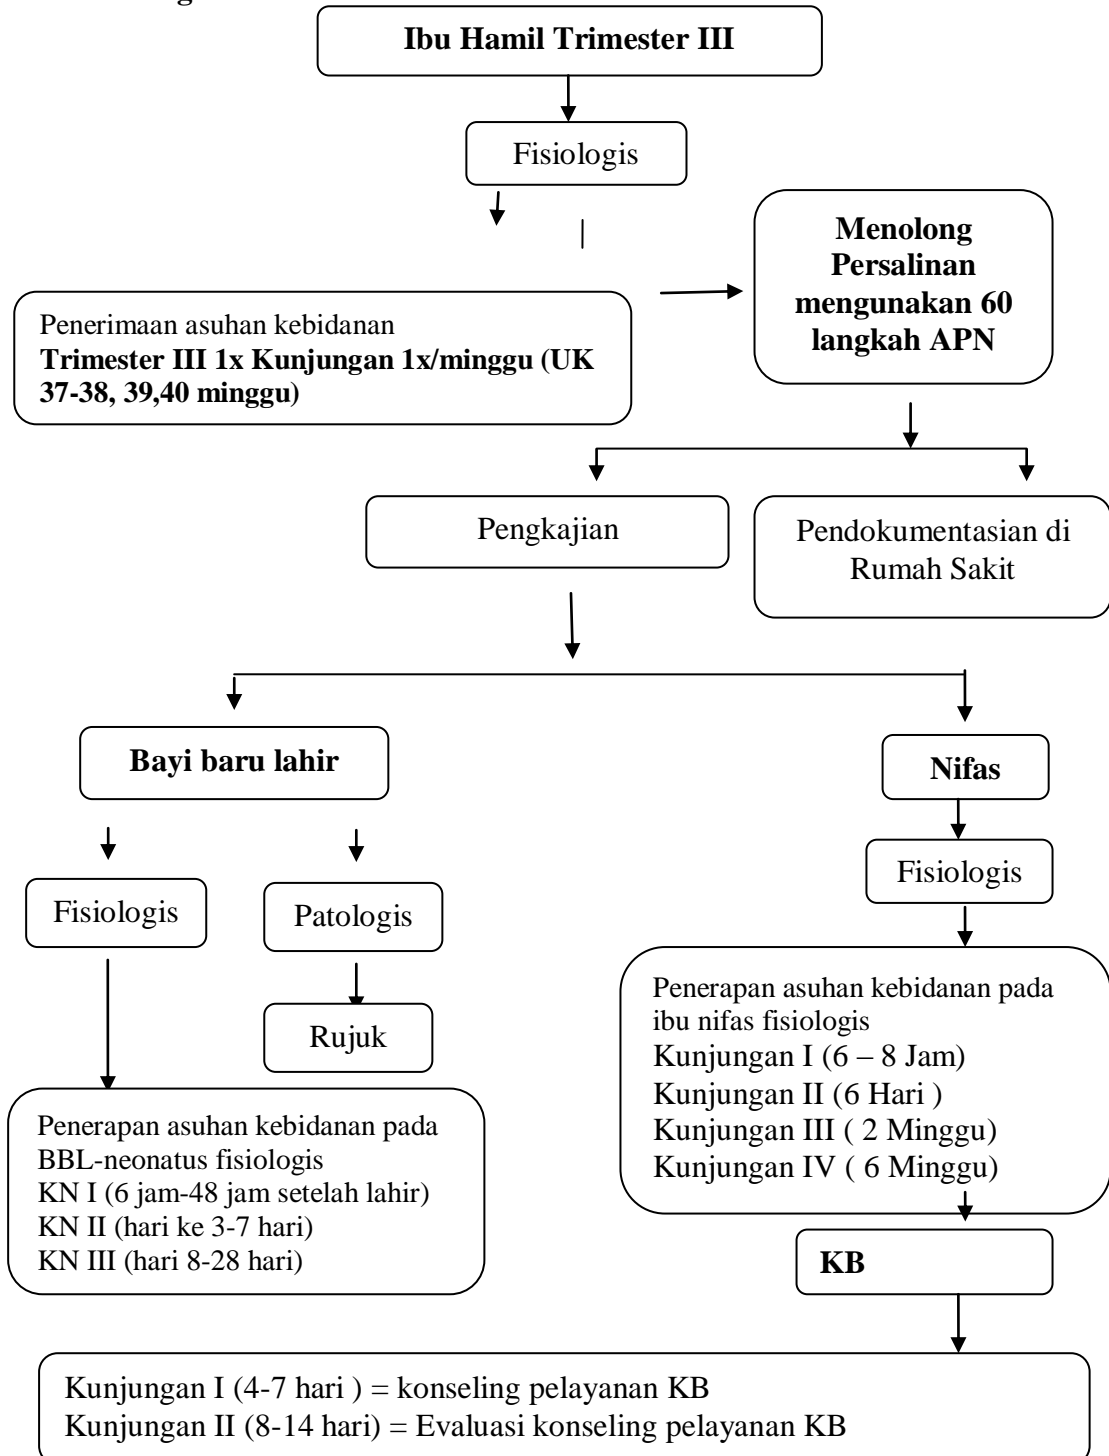 Ibu Hamil Trimester III
Fisiologis
Menolong
Persalinan
mengunakan 60
langkah APN
Penerimaan asuhan kebidanan
Trimester III 1x Kunjungan 1x/minggu (UK
37-38, 39,40 minggu)
Pengkajian
Pendokumentasian di
Rumah Sakit
Bayi baru lahir
Nifas
Fisiologis
Patologis
Fisiologis
Rujuk
Penerapan asuhan kebidanan pada
ibu nifas fisiologis
Kunjungan I (6 – 8 Jam)
Kunjungan II (6 Hari )
Kunjungan III ( 2 Minggu)
Kunjungan IV ( 6 Minggu)
Penerapan asuhan kebidanan pada
BBL-neonatus fisiologis
KN I (6 jam-48 jam setelah lahir)
KN II (hari ke 3-7 hari)
KN III (hari 8-28 hari)
KB
Kunjungan I (4-7 hari ) = konseling pelayanan KB
Kunjungan II (8-14 hari) = Evaluasi konseling pelayanan KB